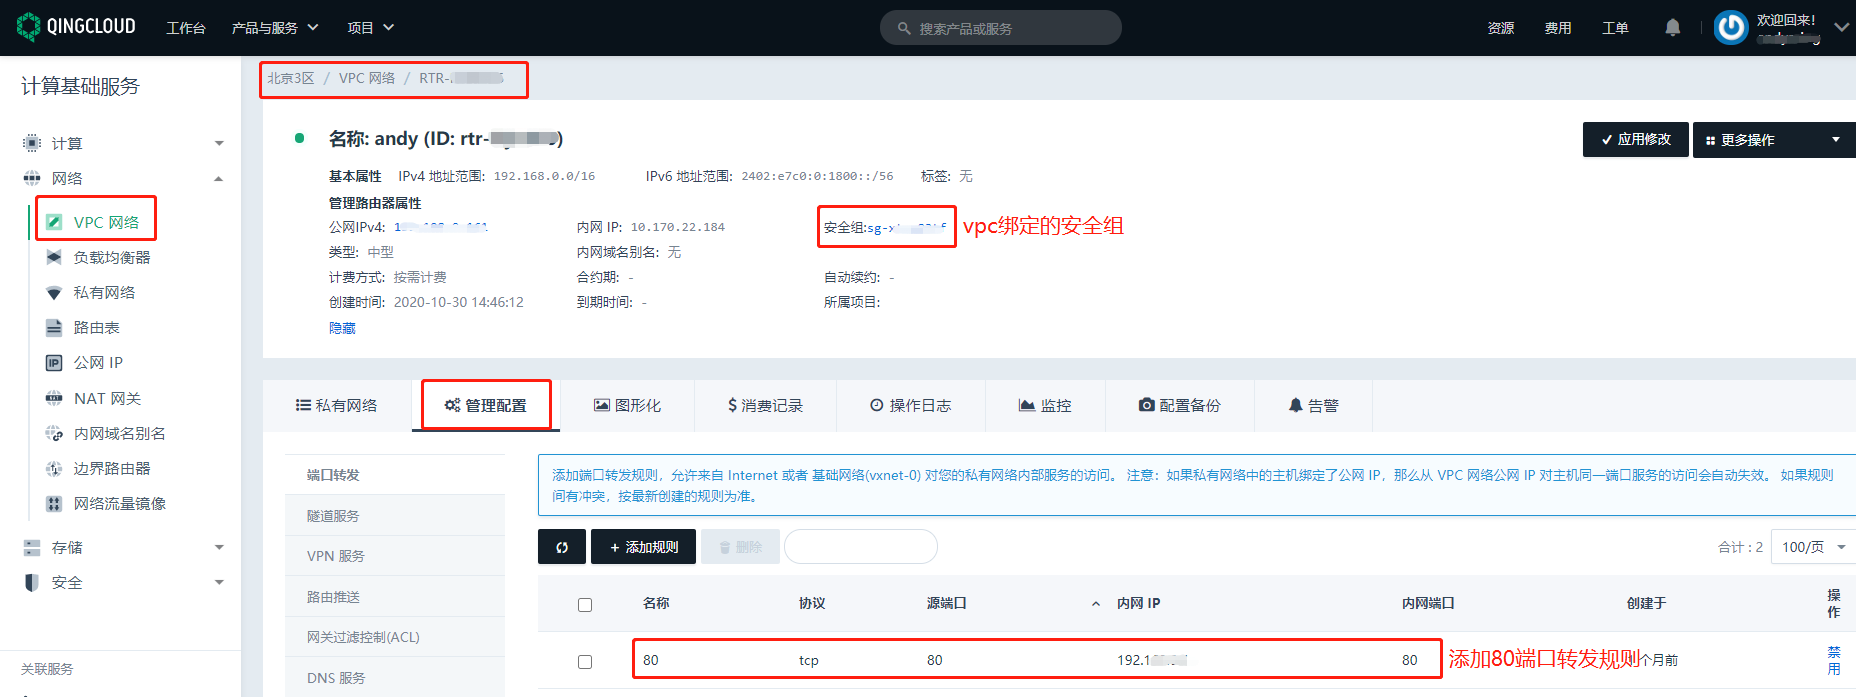 QINGCLOUD 工作台 产品与服务 项目 搜索产品或服务 资源 费用 工单 欢迎回来!
计算基础服务
计算
网络
VPC 网络
负载均衡器
私有网络
路由表
公网 IP
NAT 网关
内网域名别名
边界路由器
网络流量镜像
存储
安全
关联服务
北京3区 / VPC 网络 / RTR-
名称: andy (ID: rtr-)
应用修改 更多操作
基本属性 IPv4 地址范围: 192.168.0.0/16 IPv6 地址范围: 2402:e7c0:0:1800::/56 标签: 无
管理路由器属性
公网IPv4: 内网 IP: 10.170.22.184 安全组:sg- vpc绑定的安全组
类型: 中型 内网域名别名: 无
计费方式: 按需计费 合约期: - 自动续约: -
创建时间: 2020-10-30 14:46:12 到期时间: - 所属项目:
隐藏
私有网络 管理配置 图形化 消费记录 操作日志 监控 配置备份 告警
端口转发
隧道服务
VPN 服务
路由推送
网关过滤控制(ACL)
DNS 服务
添加端口转发规则，允许来自 Internet 或者 基础网络(vxnet-0) 对您的私有网络内部服务的访问。 注意：如果私有网络中的主机绑定了公网 IP，那么从 VPC 网络公网 IP 对主机同一端口服务的访问会自动失效。 如果规则
间有冲突，按最新创建的规则为准。
+ 添加规则 删除 合计 : 2 100/页
名称 协议 源端口 内网 IP 内网端口 创建于 操作
80 tcp 80 192. 80 添加80端口转发规则 个月前 禁用